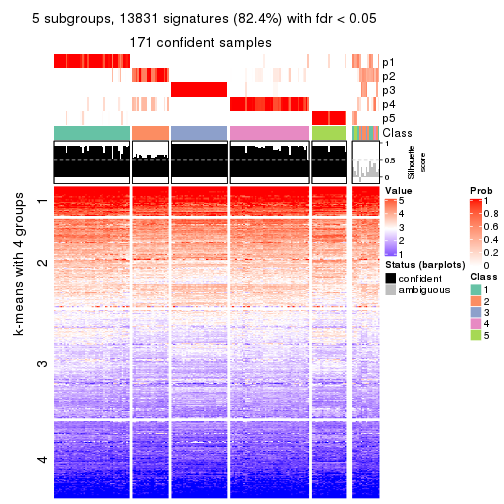 5 subgroups, 13831 signatures (82.4%) with fdr < 0.05
171 confident samples
p1
p2
p3
p4
p5
Class
1
0.5
0
Silhouette
score
k-means with 4 groups
1
2
3
4
Value
5
4
3
2
1
Status (barplots)
confident
ambiguous
Prob
1
0.8
0.6
0.4
0.2
0
Class
1
2
3
4
5